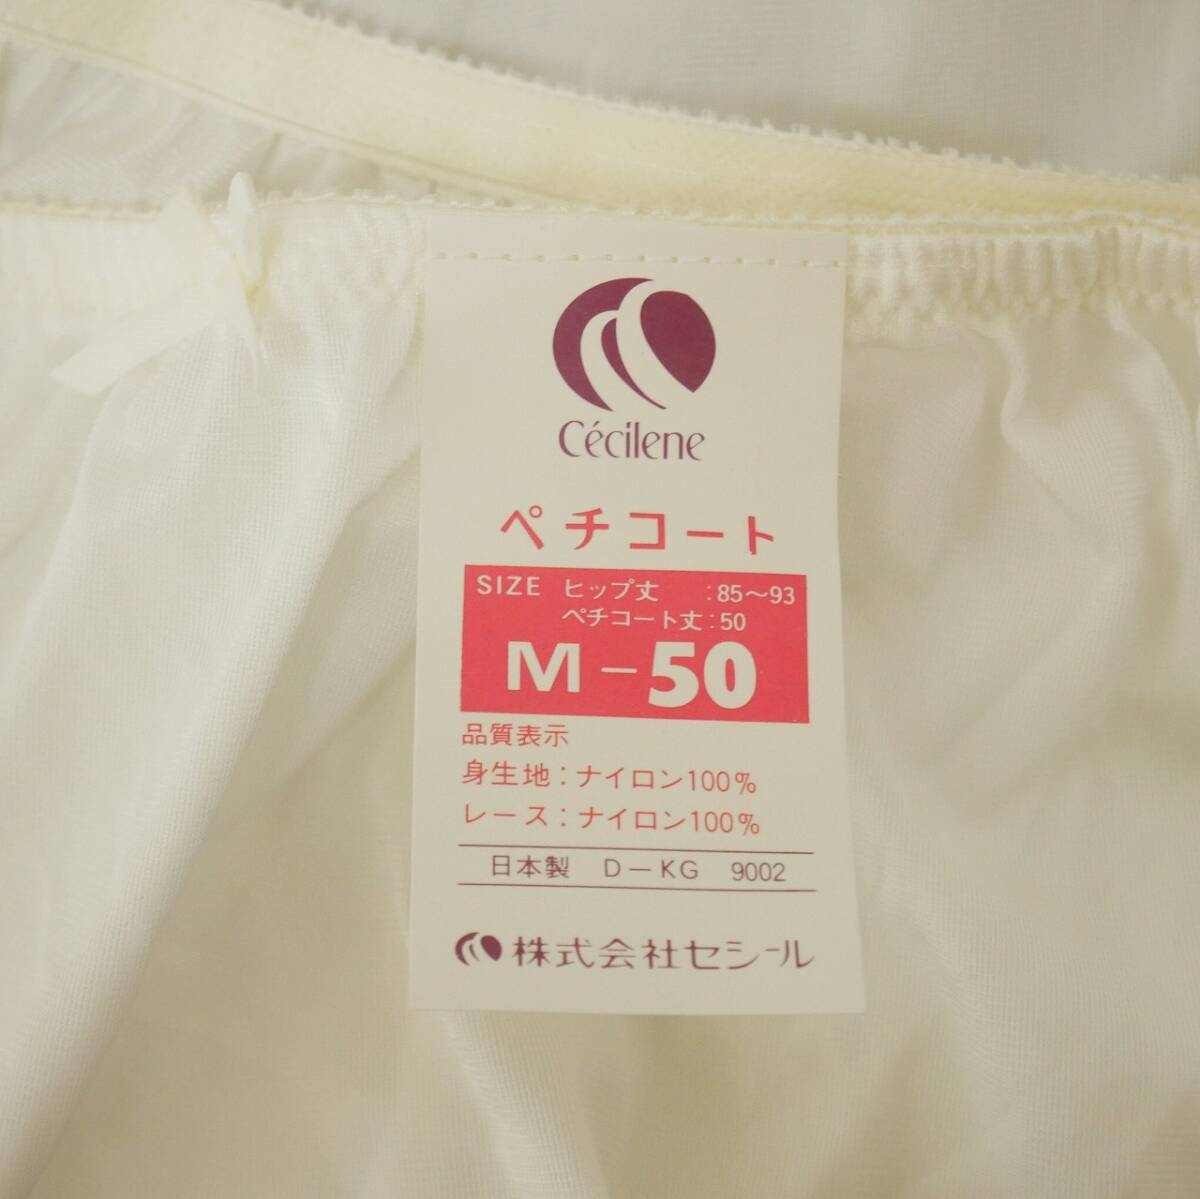 Cécilene
ペチコート
SIZE ヒップ丈 :85〜93
ペチコート丈:50
M-50
品質表示
身生地:ナイロン100%
レース:ナイロン100%
日本製 D-KG 9002
株式会社セシール